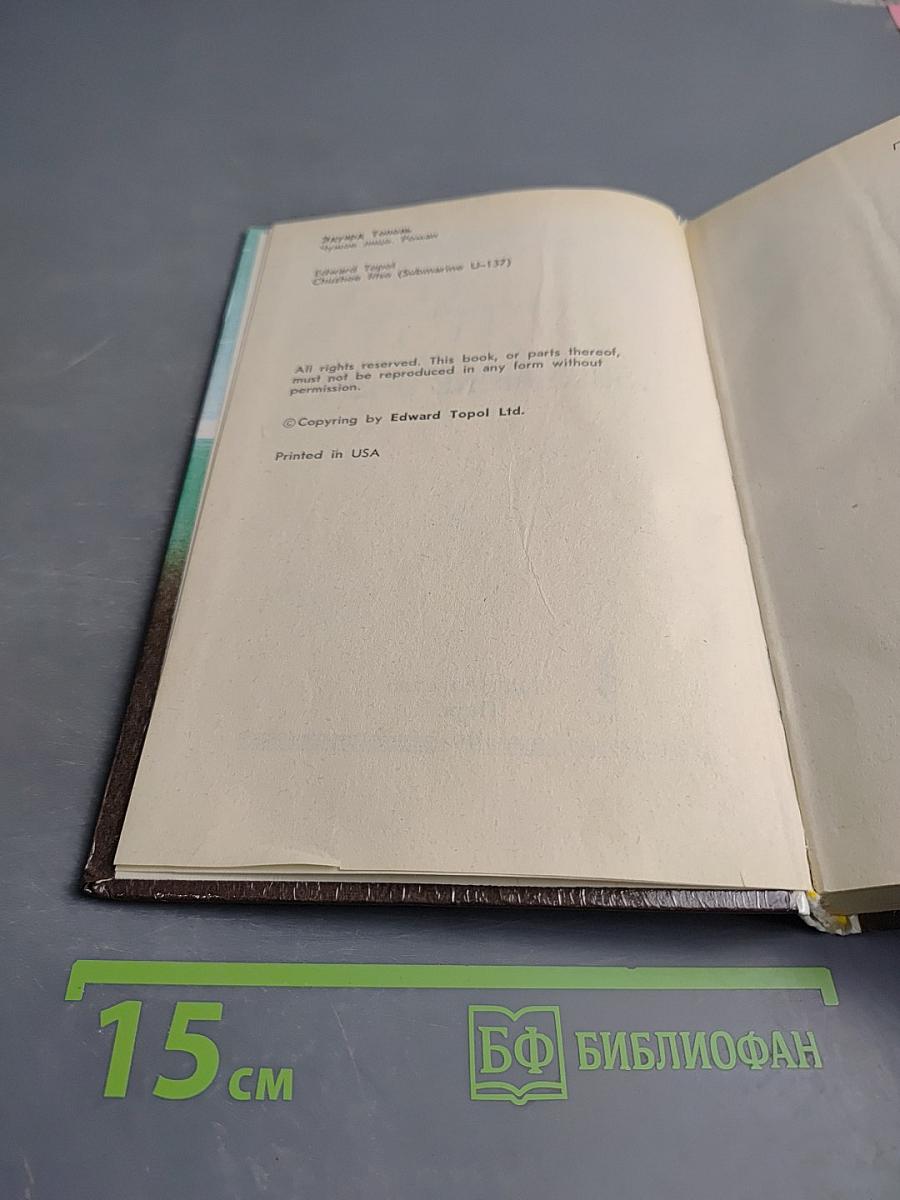 Эдуард Тополь
Чужое лицо. Роман
Edward Topol
(Submarine U-137)
All rights reserved. This book, or parts thereof,
must not be reproduced in any form without
permission.
©Copyring by Edward Topol Ltd.
Printed in USA
15 см
БФ БИБЛИОФАН